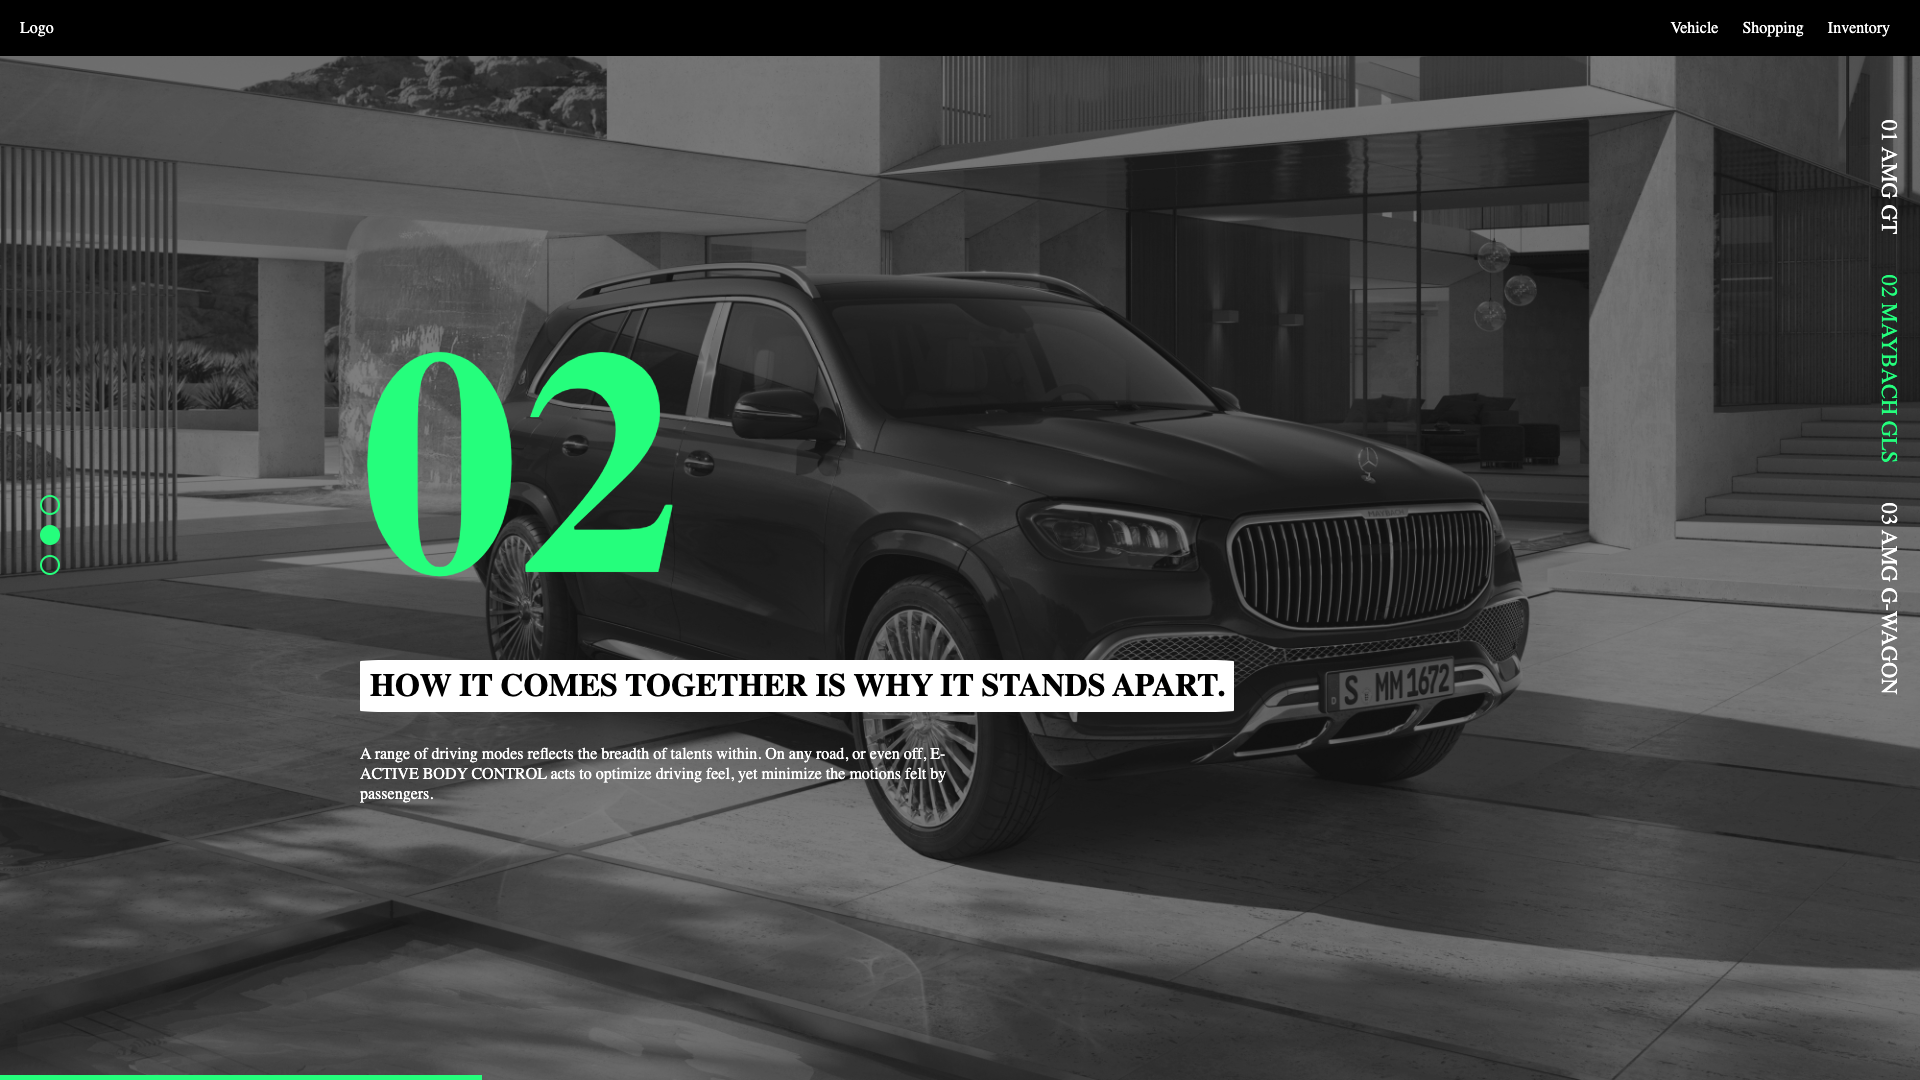 Logo
Vehicle
Shopping
Inventory
01 AMG GT
02 MAYBACH GLS
03 AMG G-WAGON
02
MAYBACH
S MM 1672
D
HOW IT COMES TOGETHER IS WHY IT STANDS APART.
A range of driving modes reflects the breadth of talents within. On any road, or even off, E-
ACTIVE BODY CONTROL acts to optimize driving feel, yet minimize the motions felt by
passengers.